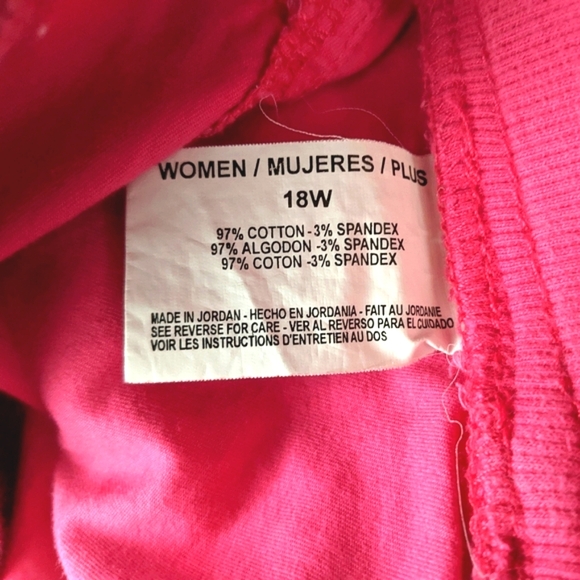 WOMEN / MUJERES / PLUS
18W
97% COTTON -3% SPANDEX
97% ALGODON -3% SPANDEX
97% COTON -3% SPANDEX
MADE IN JORDAN - HECHO EN JORDANIA - FAIT AU JORDANIE
SEE REVERSE FOR CARE - VER AL REVERSO PARA EL CUIDADO
VOIR LES INSTRUCTIONS D'ENTRETIEN AU DOS